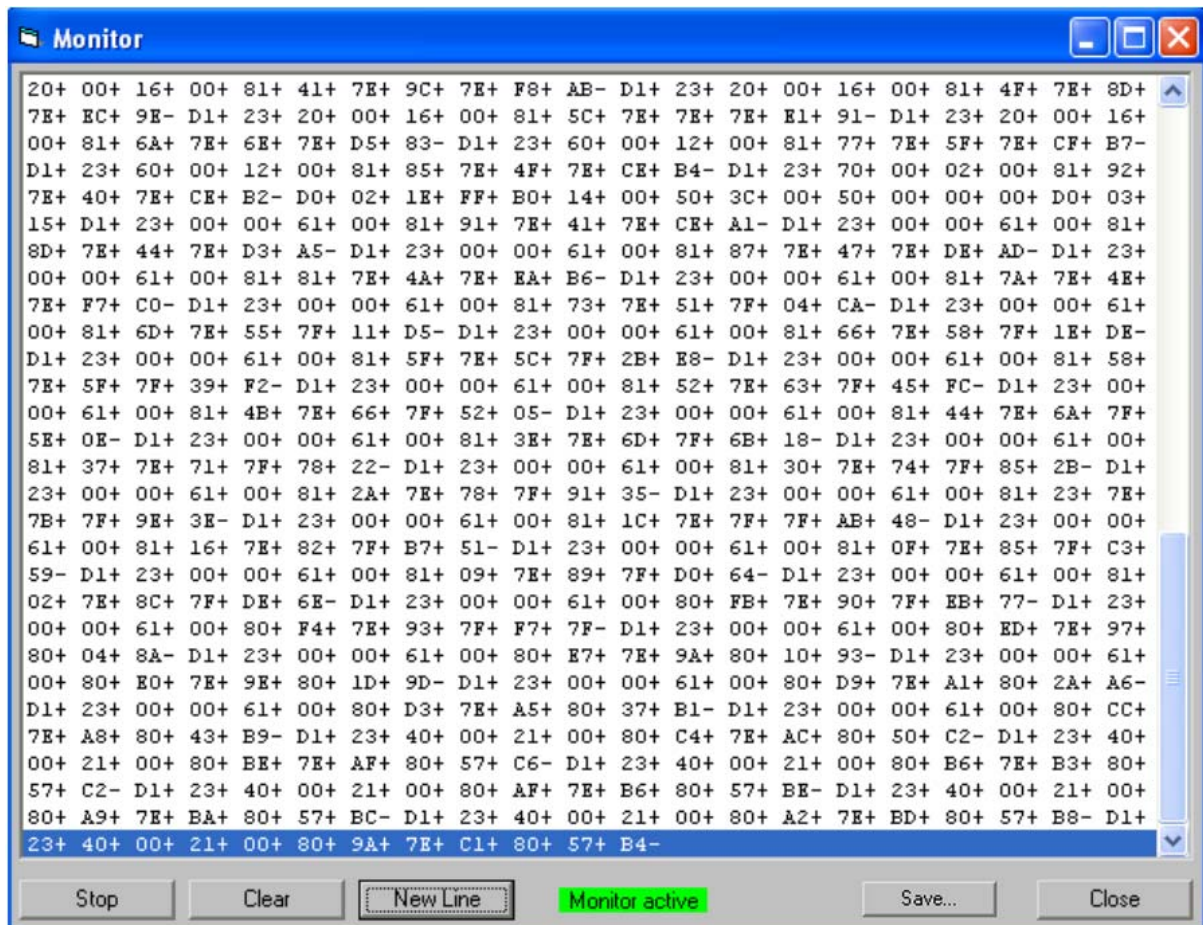 Monitor
20+ 00+ 16+ 00+ 81+ 41+ 7E+ 9C+ 7E+ F8+ AB- D1+ 23+ 20+ 00+ 16+ 00+ 81+ 4F+ 7E+ 8D+
7E+ EC+ 9E- D1+ 23+ 20+ 00+ 16+ 00+ 81+ 5C+ 7E+ 7E+ 7E+ E1+ 91- D1+ 23+ 20+ 00+ 16+
00+ 81+ 6A+ 7E+ 6E+ 7E+ D5+ 83- D1+ 23+ 60+ 00+ 12+ 00+ 81+ 77+ 7E+ 5F+ 7E+ CF+ B7-
D1+ 23+ 60+ 00+ 12+ 00+ 81+ 85+ 7E+ 4F+ 7E+ CE+ B4- D1+ 23+ 70+ 00+ 02+ 00+ 81+ 92+
7E+ 40+ 7E+ CE+ B2- D0+ 02+ 1E+ FF+ B0+ 14+ 00+ 50+ 3C+ 00+ 50+ 00+ 00+ 00+ D0+ 03+
15+ D1+ 23+ 00+ 00+ 61+ 00+ 81+ 91+ 7E+ 41+ 7E+ CE+ A1- D1+ 23+ 00+ 00+ 61+ 00+ 81+
8D+ 7E+ 44+ 7E+ D3+ A5- D1+ 23+ 00+ 00+ 61+ 00+ 81+ 87+ 7E+ 47+ 7E+ DE+ AD- D1+ 23+
00+ 00+ 61+ 00+ 81+ 81+ 7E+ 4A+ 7E+ EA+ B6- D1+ 23+ 00+ 00+ 61+ 00+ 81+ 7A+ 7E+ 4E+
7E+ F7+ C0- D1+ 23+ 00+ 00+ 61+ 00+ 81+ 73+ 7E+ 51+ 7F+ 04+ CA- D1+ 23+ 00+ 00+ 61+
00+ 81+ 6D+ 7E+ 55+ 7F+ 11+ D5- D1+ 23+ 00+ 00+ 61+ 00+ 81+ 66+ 7E+ 58+ 7F+ 1E+ DE-
D1+ 23+ 00+ 00+ 61+ 00+ 81+ 5F+ 7E+ 5C+ 7F+ 2B+ E8- D1+ 23+ 00+ 00+ 61+ 00+ 81+ 58+
7E+ 5F+ 7F+ 39+ F2- D1+ 23+ 00+ 00+ 61+ 00+ 81+ 52+ 7E+ 63+ 7F+ 45+ FC- D1+ 23+ 00+
00+ 61+ 00+ 81+ 4B+ 7E+ 66+ 7F+ 52+ 05- D1+ 23+ 00+ 00+ 61+ 00+ 81+ 44+ 7E+ 6A+ 7F+
5E+ 0E- D1+ 23+ 00+ 00+ 61+ 00+ 81+ 3E+ 7E+ 6D+ 7F+ 6B+ 18- D1+ 23+ 00+ 00+ 61+ 00+
81+ 37+ 7E+ 71+ 7F+ 78+ 22- D1+ 23+ 00+ 00+ 61+ 00+ 81+ 30+ 7E+ 74+ 7F+ 85+ 2B- D1+
23+ 00+ 00+ 61+ 00+ 81+ 2A+ 7E+ 78+ 7F+ 91+ 35- D1+ 23+ 00+ 00+ 61+ 00+ 81+ 23+ 7E+
7B+ 7F+ 9E+ 3E- D1+ 23+ 00+ 00+ 61+ 00+ 81+ 1C+ 7E+ 7F+ 7F+ AB+ 48- D1+ 23+ 00+ 00+
61+ 00+ 81+ 16+ 7E+ 82+ 7F+ B7+ 51- D1+ 23+ 00+ 00+ 61+ 00+ 81+ 0F+ 7E+ 85+ 7F+ C3+
59- D1+ 23+ 00+ 00+ 61+ 00+ 81+ 09+ 7E+ 89+ 7F+ D0+ 64- D1+ 23+ 00+ 00+ 61+ 00+ 81+
02+ 7E+ 8C+ 7F+ DE+ 6E- D1+ 23+ 00+ 00+ 61+ 00+ 80+ FB+ 7E+ 90+ 7F+ EB+ 77- D1+ 23+
00+ 00+ 61+ 00+ 80+ F4+ 7E+ 93+ 7F+ F7+ 7F- D1+ 23+ 00+ 00+ 61+ 00+ 80+ ED+ 7E+ 97+
80+ 04+ 8A- D1+ 23+ 00+ 00+ 61+ 00+ 80+ E7+ 7E+ 9A+ 80+ 10+ 93- D1+ 23+ 00+ 00+ 61+
00+ 80+ E0+ 7E+ 9E+ 80+ 1D+ 9D- D1+ 23+ 00+ 00+ 61+ 00+ 80+ D9+ 7E+ A1+ 80+ 2A+ A6-
D1+ 23+ 00+ 00+ 61+ 00+ 80+ D3+ 7E+ A5+ 80+ 37+ B1- D1+ 23+ 00+ 00+ 61+ 00+ 80+ CC+
7E+ A8+ 80+ 43+ B9- D1+ 23+ 40+ 00+ 21+ 00+ 80+ C4+ 7E+ AC+ 80+ 50+ C2- D1+ 23+ 40+
00+ 21+ 00+ 80+ BE+ 7E+ AF+ 80+ 57+ C6- D1+ 23+ 40+ 00+ 21+ 00+ 80+ B6+ 7E+ B3+ 80+
57+ C2- D1+ 23+ 40+ 00+ 21+ 00+ 80+ AF+ 7E+ B6+ 80+ 57+ BE- D1+ 23+ 40+ 00+ 21+ 00+
80+ A9+ 7E+ BA+ 80+ 57+ BC- D1+ 23+ 40+ 00+ 21+ 00+ 80+ A2+ 7E+ BD+ 80+ 57+ B8- D1+
23+ 40+ 00+ 21+ 00+ 80+ 9A+ 7E+ C1+ 80+ 57+ B4-
Stop Clear New Line Monitor active Save... Close